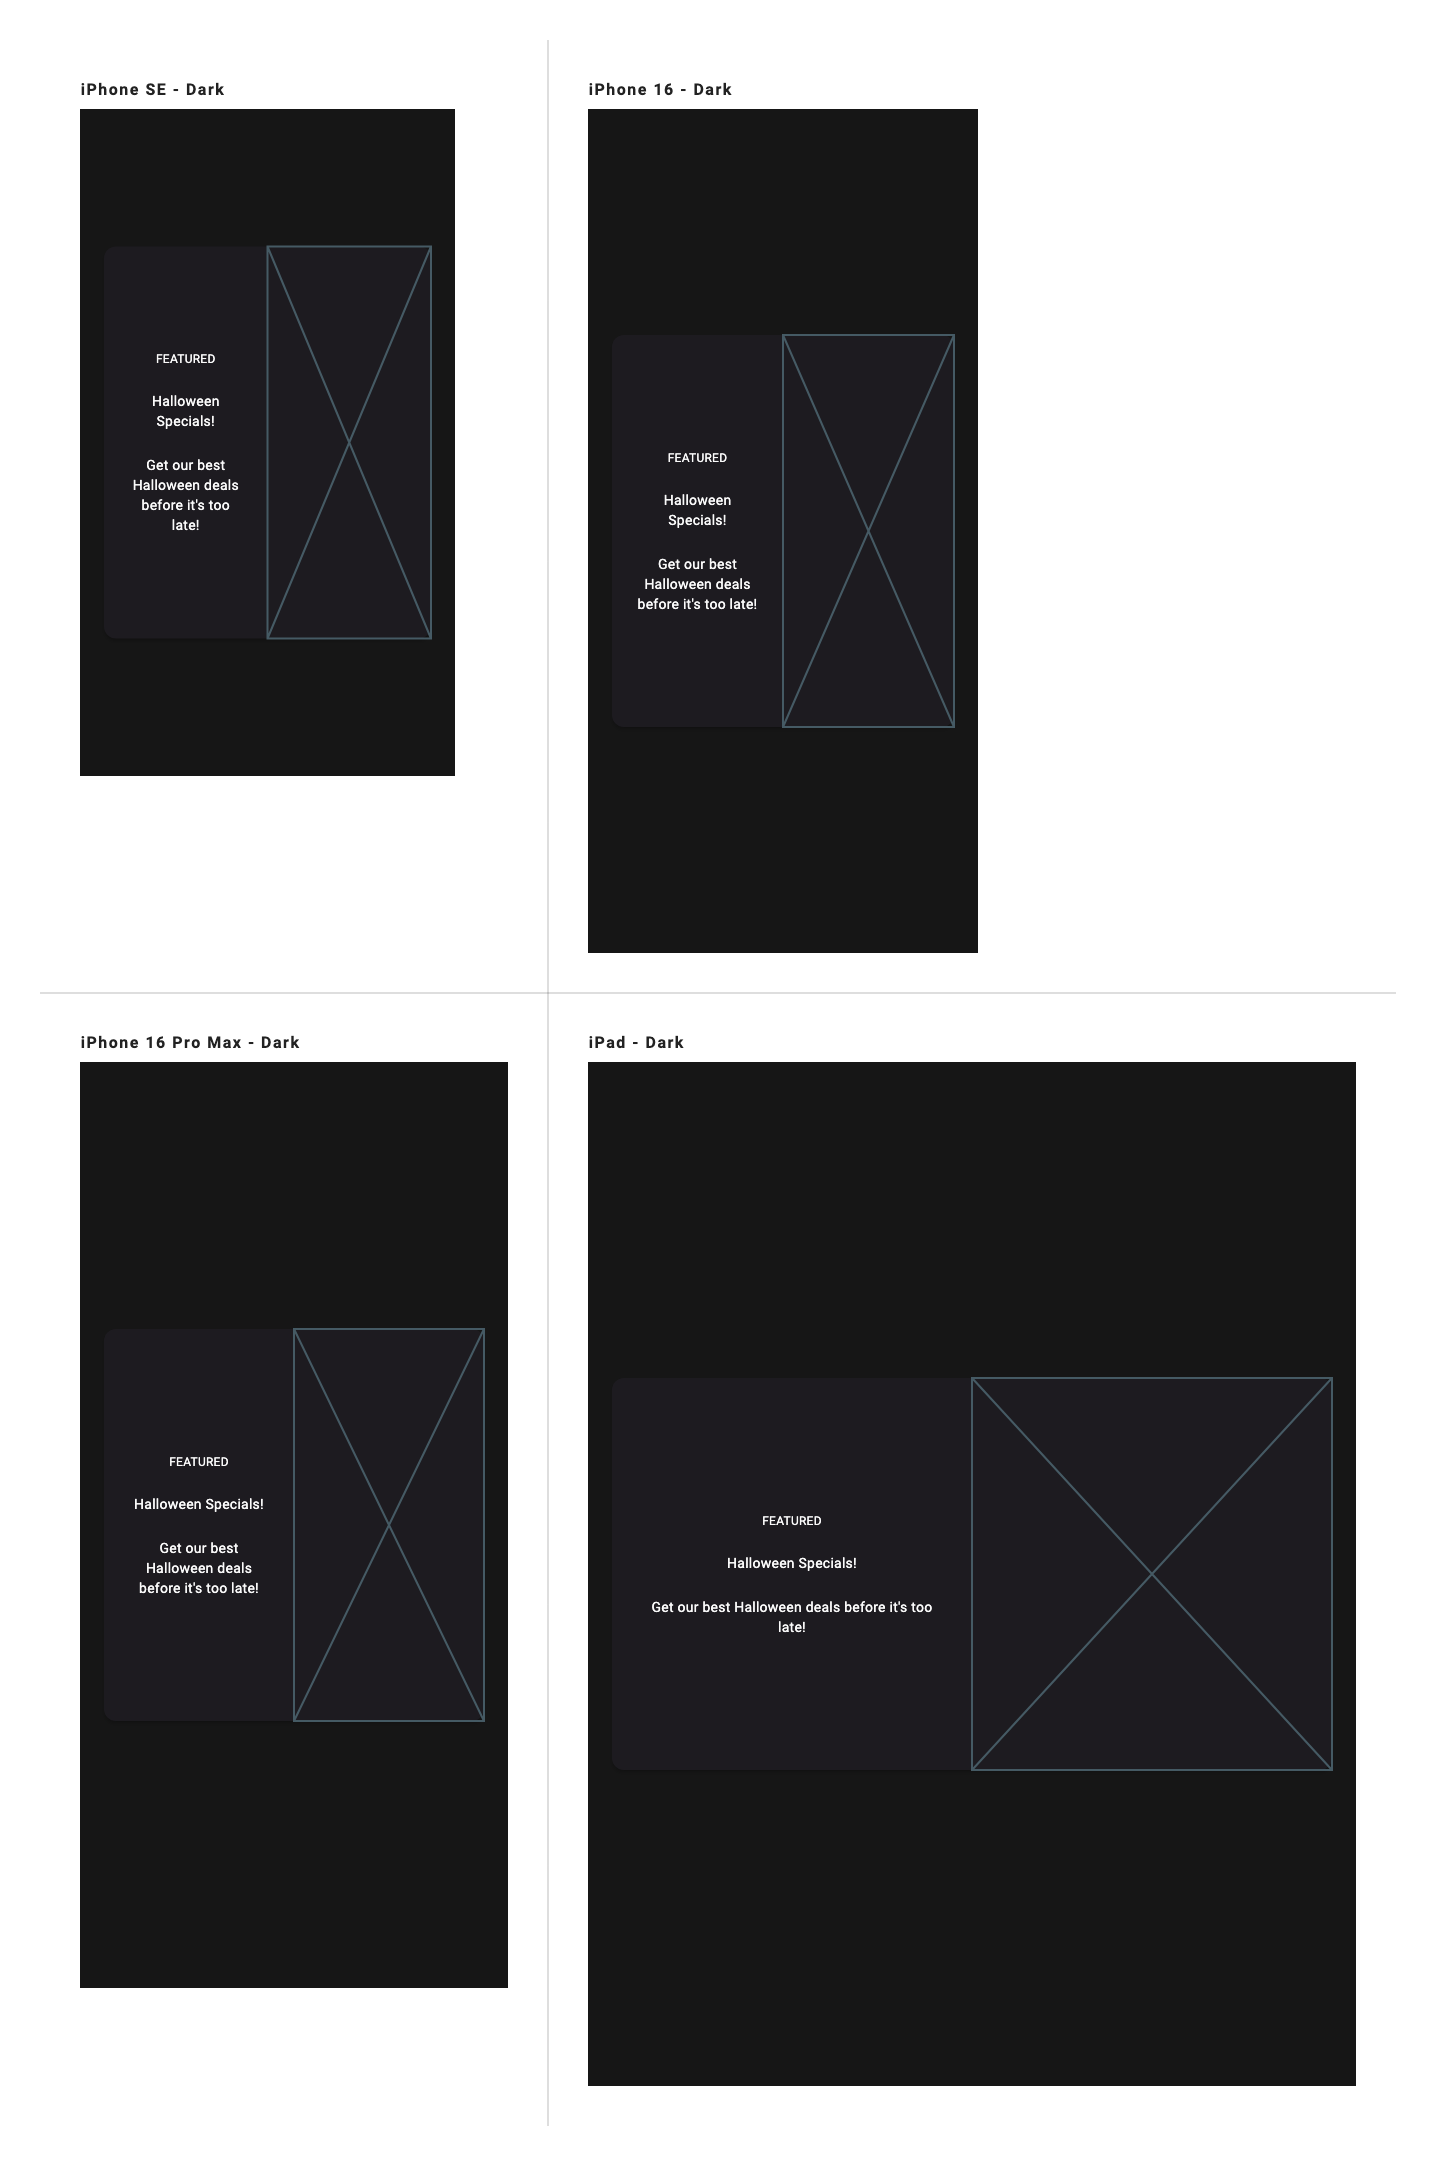 iPhone SE - Dark
FEATURED
Halloween
Specials!
Get our best
Halloween deals
before it's too
late!
iPhone 16 - Dark
FEATURED
Halloween
Specials!
Get our best
Halloween deals
before it's too late!
iPhone 16 Pro Max - Dark
FEATURED
Halloween Specials!
Get our best
Halloween deals
before it's too late!
iPad - Dark
FEATURED
Halloween Specials!
Get our best Halloween deals before it's too
late!